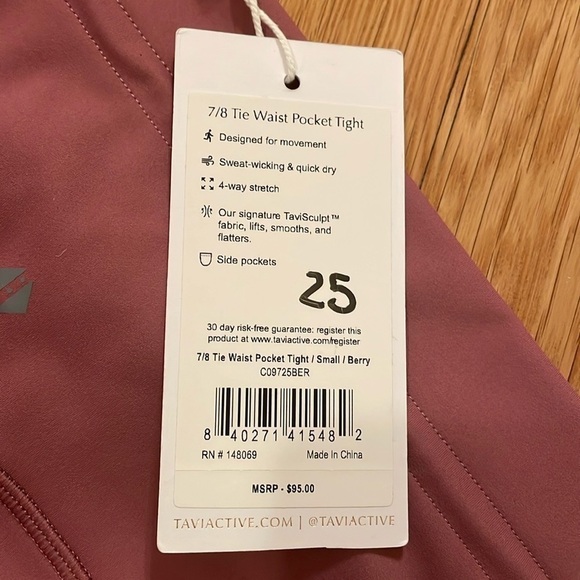 7/8 Tie Waist Pocket Tight
Designed for movement
Sweat-wicking & quick dry
4-way stretch
Our signature TaviSculpt™
fabric, lifts, smooths, and
flatters.
Side pockets
25
30 day risk-free guarantee: register this
product at www.taviactive.com/register
7/8 Tie Waist Pocket Tight / Small / Berry
C09725BER
8 40271 41548 2
RN # 148069 Made In China
MSRP - $95.00
TAVIACTIVE.COM | @TAVIACTIVE